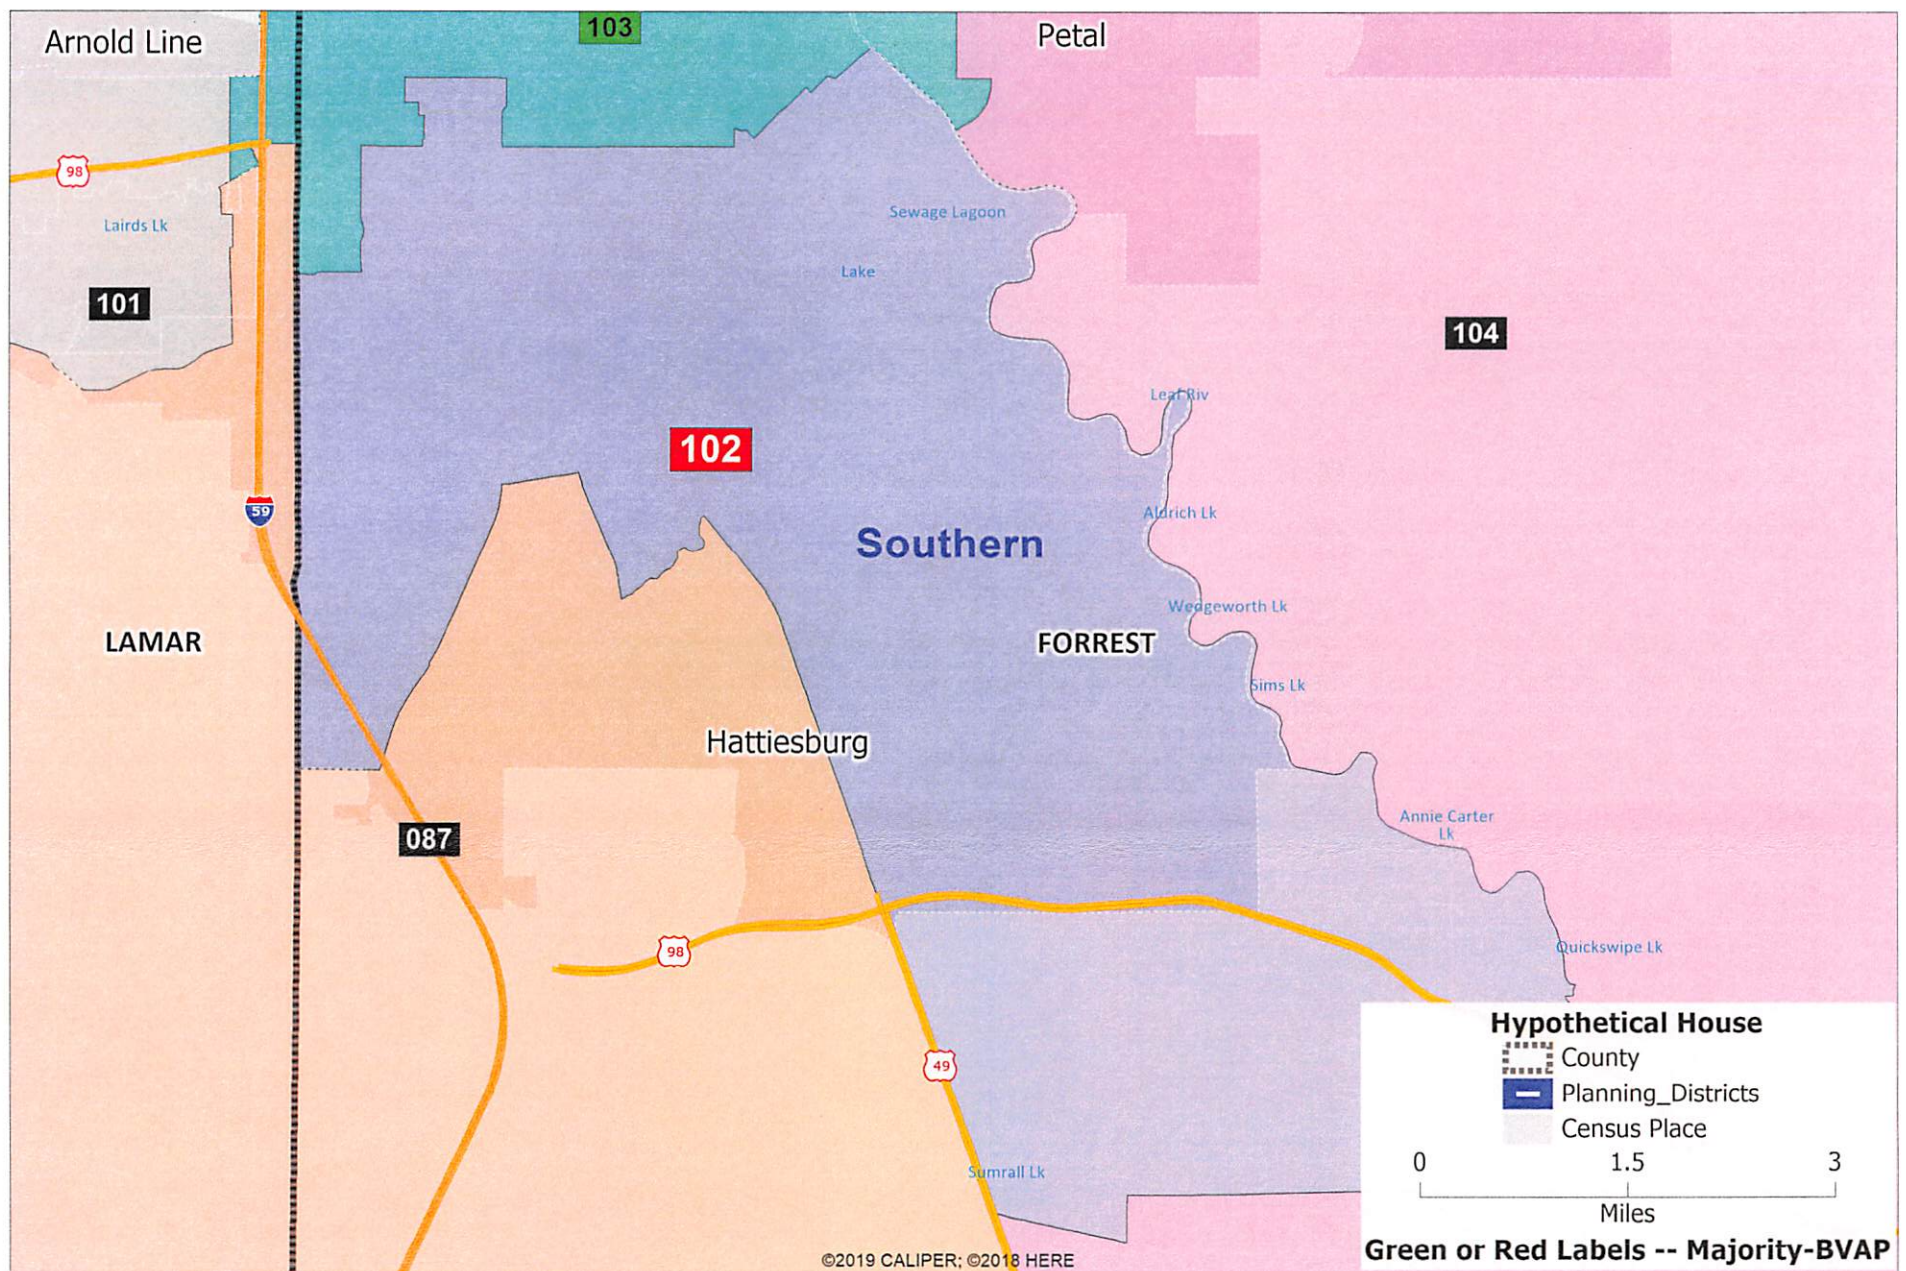 Arnold Line
103
Petal
98
Lairds Lk
Sewage Lagoon
Lake
101
104
Leaf Riv
102
59
Aldrich Lk
Southern
Wedgeworth Lk
LAMAR
FORREST
Sims Lk
Hattiesburg
087
Annie Carter
Lk
98
Quickswipe Lk
49
Sumrall Lk
Hypothetical House
County
Planning_Districts
Census Place
0 1.5 3
Miles
Green or Red Labels -- Majority-BVAP
©2019 CALIPER; ©2018 HERE